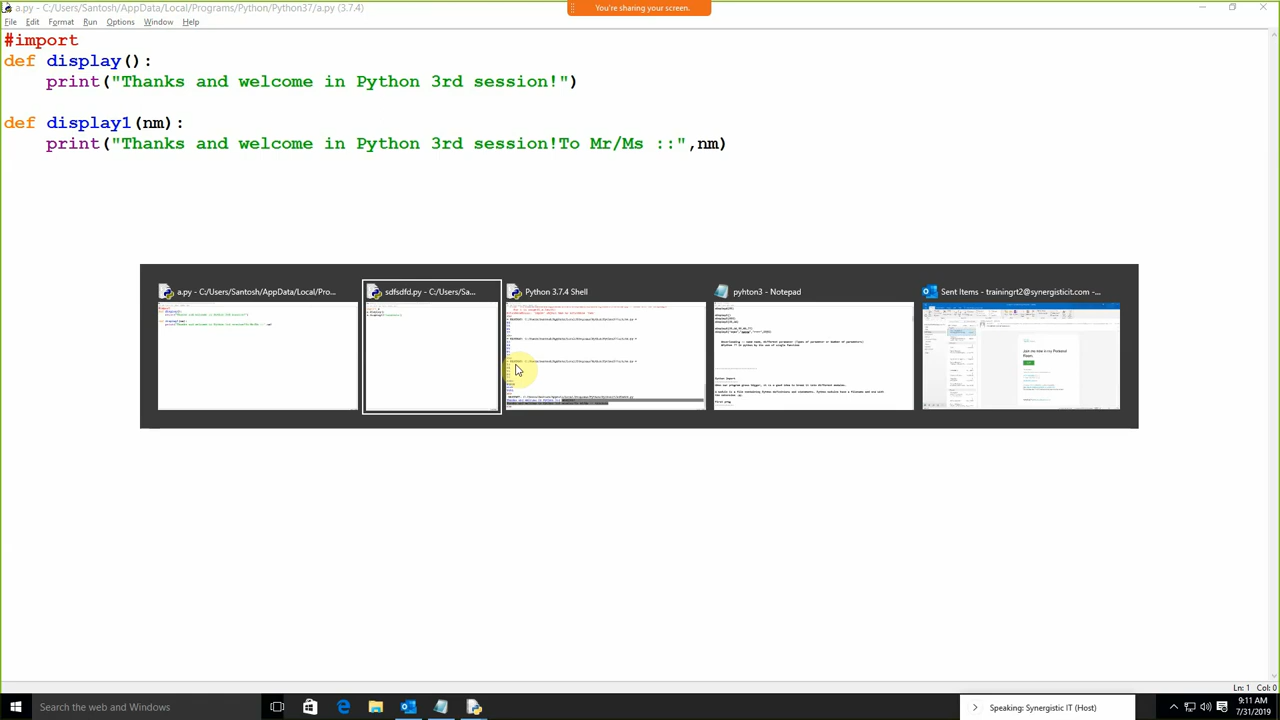 a.py - C:/Users/Santosh/AppData/Local/Programs/Python/Python37/a.py (3.7.4)
You're sharing your screen.
File Edit Format Run Options Window Help
#import
def display():
    print("Thanks and welcome in Python 3rd session!")
def display1(nm):
    print("Thanks and welcome in Python 3rd session!To Mr/Ms ::",nm)
a.py - C:/Users/Santosh/AppData/Local/Pro...
sdfsdfd.py - C:/Users/Sa...
Python 3.7.4 Shell
pyhton3 - Notepad
Sent Items - trainingrt2@synergisticit.com -...
Ln: 1 Col: 0
Search the web and Windows
Speaking: Synergistic IT (Host)
9:11 AM
7/31/2019